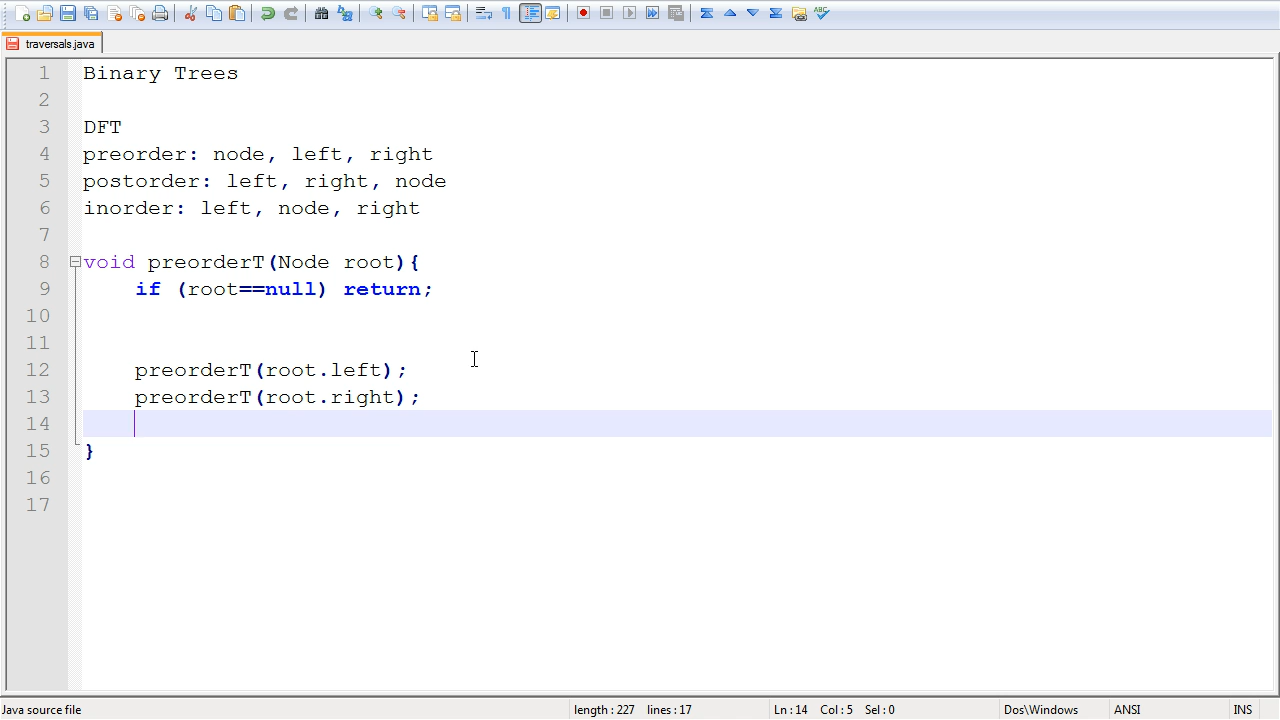 traversals.java
1 Binary Trees
2
3 DFT
4 preorder: node, left, right
5 postorder: left, right, node
6 inorder: left, node, right
7
8 void preorderT(Node root){
9 if (root==null) return;
10
11
12 preorderT(root.left);
13 preorderT(root.right);
14
15 }
16
17
Java source file length : 227 lines : 17 Ln : 14 Col : 5 Sel : 0 Dos\Windows ANSI INS